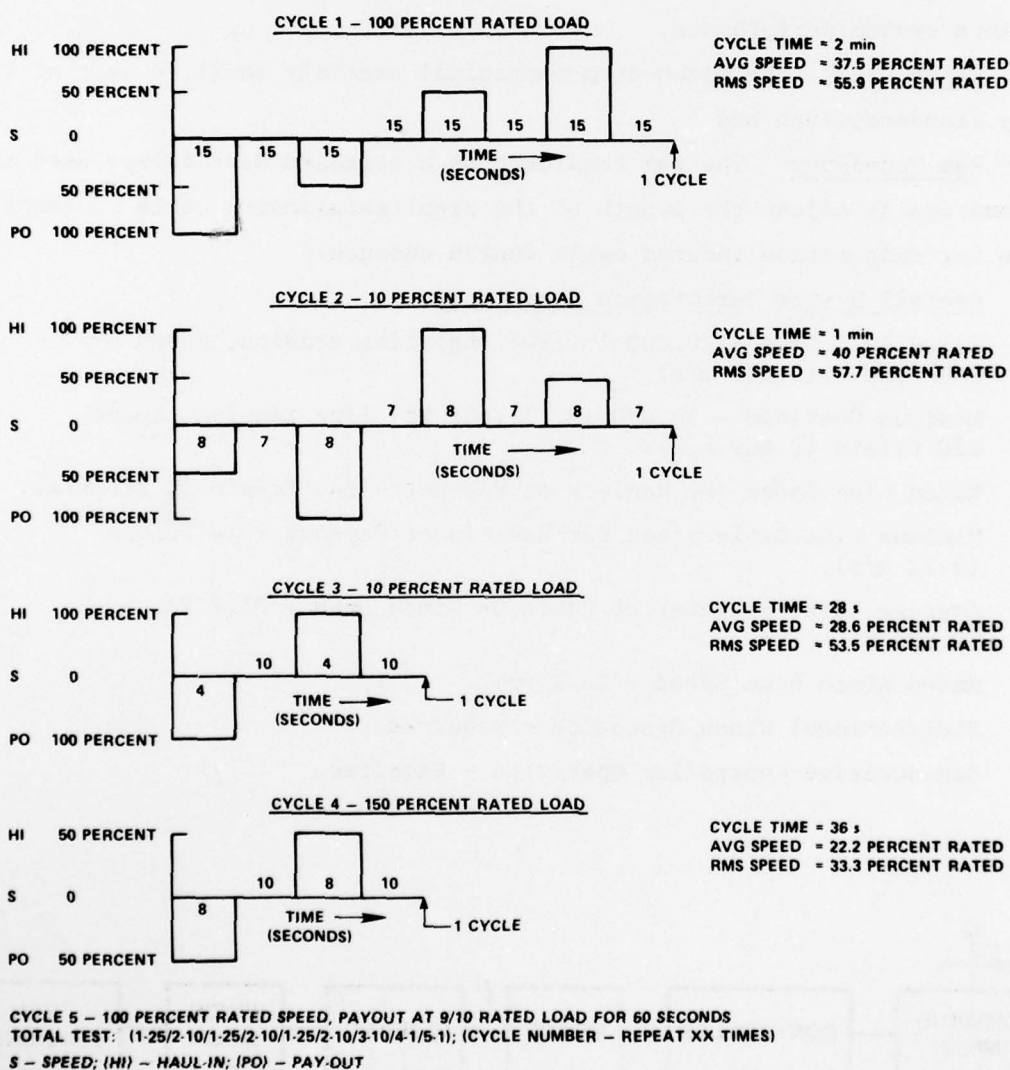 CYCLE 1 – 100 PERCENT RATED LOAD
HI 100 PERCENT
50 PERCENT
S 0
50 PERCENT
PO 100 PERCENT
15 15 15 15 15 15 15 15
TIME
(SECONDS)
1 CYCLE
CYCLE TIME = 2 min
AVG SPEED = 37.5 PERCENT RATED
RMS SPEED = 55.9 PERCENT RATED
CYCLE 2 – 10 PERCENT RATED LOAD
HI 100 PERCENT
50 PERCENT
S 0
50 PERCENT
PO 100 PERCENT
8 7 8 7 8 7 8 7
TIME
(SECONDS)
1 CYCLE
CYCLE TIME = 1 min
AVG SPEED = 40 PERCENT RATED
RMS SPEED = 57.7 PERCENT RATED
CYCLE 3 – 10 PERCENT RATED LOAD
HI 100 PERCENT
S 0
PO 100 PERCENT
4 10 4 10
TIME
(SECONDS)
1 CYCLE
CYCLE TIME = 28 s
AVG SPEED = 28.6 PERCENT RATED
RMS SPEED = 53.5 PERCENT RATED
CYCLE 4 – 150 PERCENT RATED LOAD
HI 50 PERCENT
S 0
PO 50 PERCENT
8 10 8 10
TIME
(SECONDS)
1 CYCLE
CYCLE TIME = 36 s
AVG SPEED = 22.2 PERCENT RATED
RMS SPEED = 33.3 PERCENT RATED
CYCLE 5 – 100 PERCENT RATED SPEED, PAYOUT AT 9/10 RATED LOAD FOR 60 SECONDS
TOTAL TEST: (1-25/2-10/1-25/2-10/1-25/2-10/3-10/4-1/5-1); (CYCLE NUMBER – REPEAT XX TIMES)
S – SPEED; (HI) – HAUL-IN; (PO) – PAY-OUT